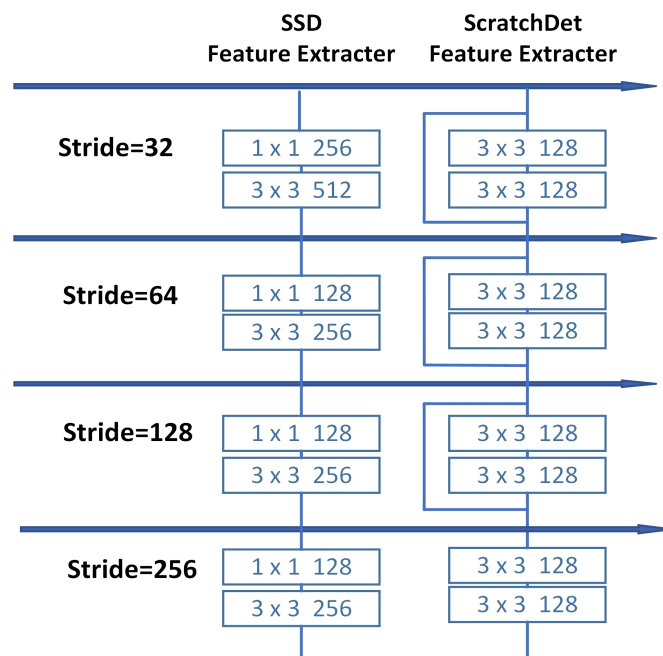 SSD
Feature Extracter
ScratchDet
Feature Extracter
Stride=32
1 x 1 256
3 x 3 512
3 x 3 128
3 x 3 128
Stride=64
1 x 1 128
3 x 3 256
3 x 3 128
3 x 3 128
Stride=128
1 x 1 128
3 x 3 256
3 x 3 128
3 x 3 128
Stride=256
1 x 1 128
3 x 3 256
3 x 3 128
3 x 3 128